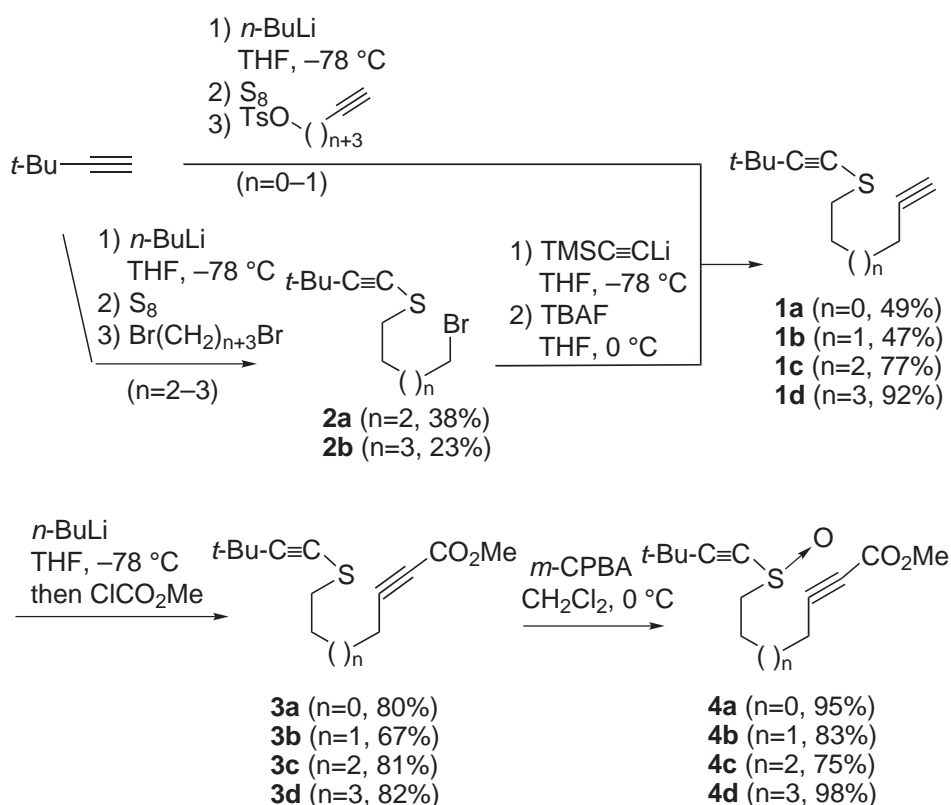 1) n-BuLi
THF, –78 °C
2) S8
3) TsO
( )n+3
t-Bu
(n=0–1)
1) n-BuLi
THF, –78 °C
2) S8
3) Br(CH2)n+3Br
(n=2–3)
t-Bu-C≡C
S
Br
( )n
2a (n=2, 38%)
2b (n=3, 23%)
1) TMSC≡CLi
THF, –78 °C
2) TBAF
THF, 0 °C
t-Bu-C≡C
S
( )n
1a (n=0, 49%)
1b (n=1, 47%)
1c (n=2, 77%)
1d (n=3, 92%)
n-BuLi
THF, –78 °C
then ClCO2Me
t-Bu-C≡C
S
CO2Me
( )n
3a (n=0, 80%)
3b (n=1, 67%)
3c (n=2, 81%)
3d (n=3, 82%)
m-CPBA
CH2Cl2, 0 °C
t-Bu-C≡C
S
O
CO2Me
( )n
4a (n=0, 95%)
4b (n=1, 83%)
4c (n=2, 75%)
4d (n=3, 98%)